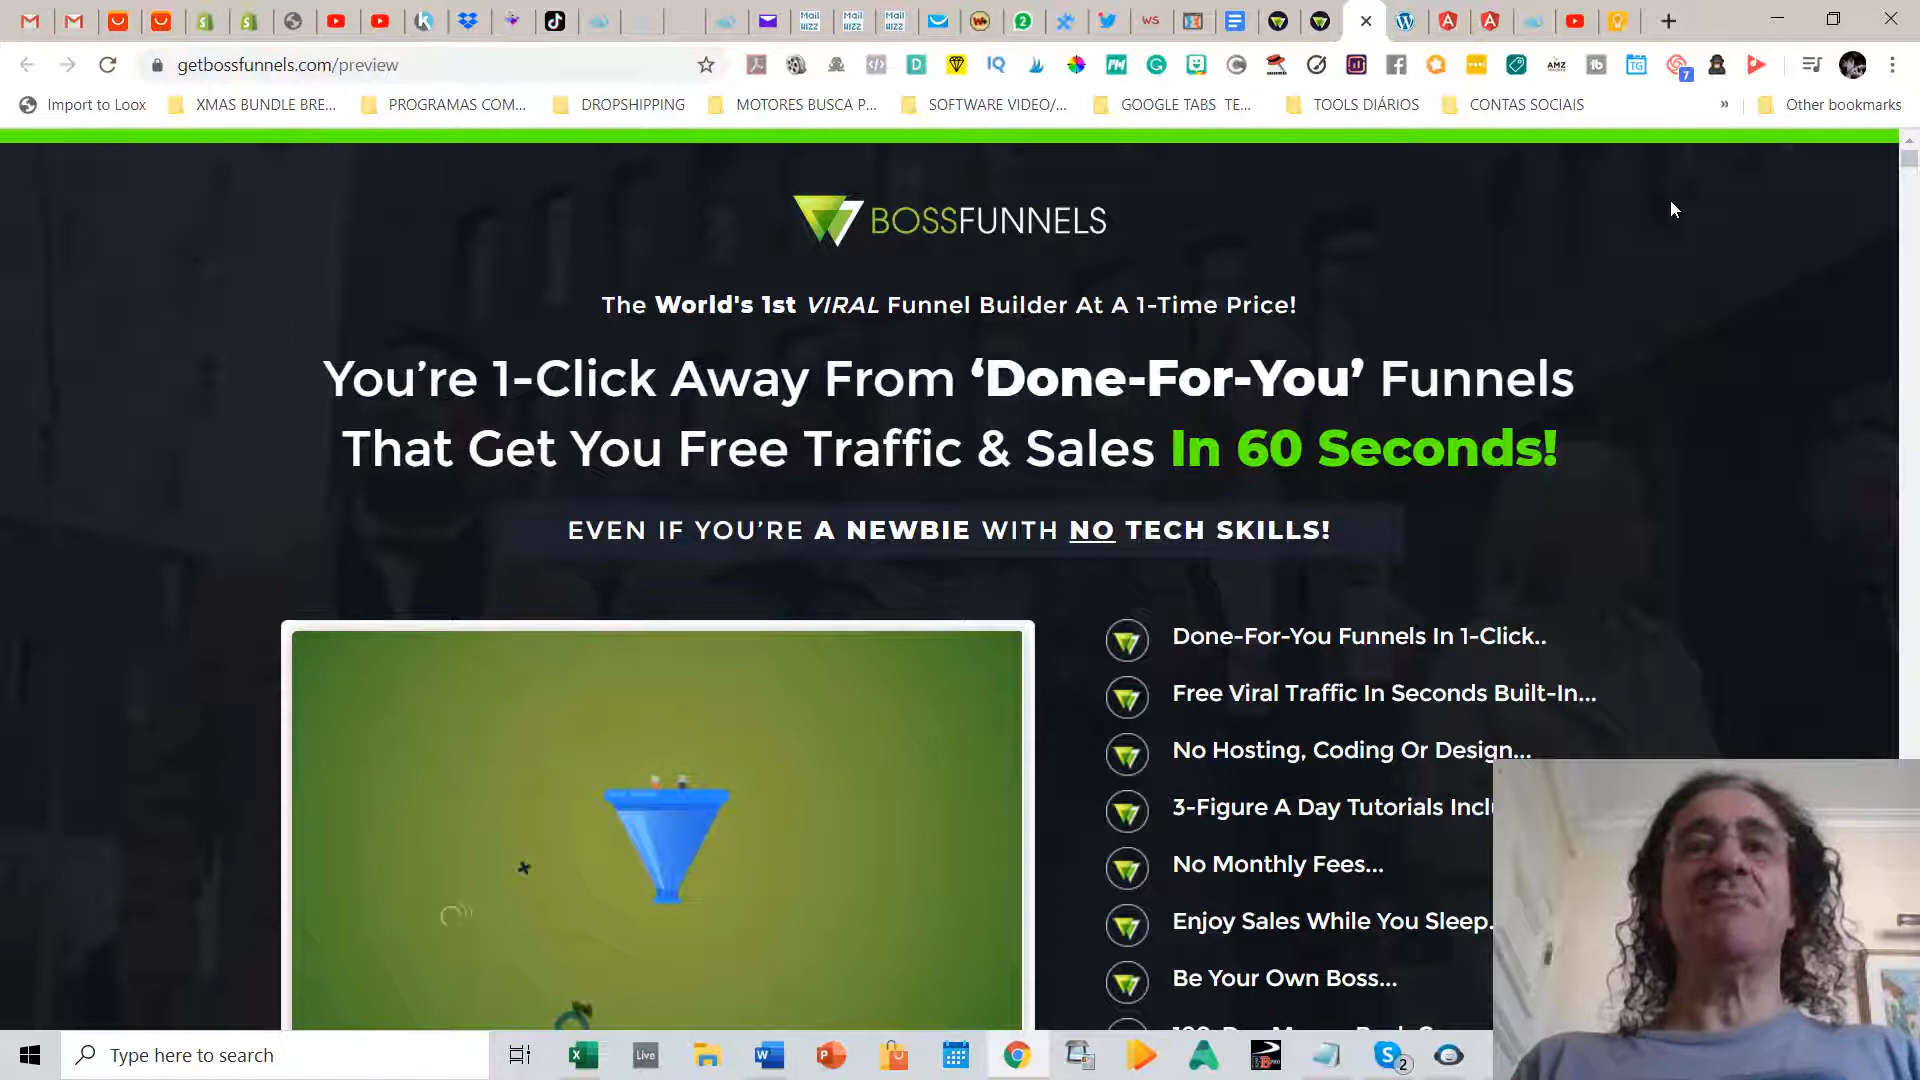 getbossfunnels.com/preview
Import to Loox
XMAS BUNDLE BRE...
PROGRAMAS COM...
DROPSHIPPING
MOTORES BUSCA P...
SOFTWARE VIDEO/...
GOOGLE TABS TE...
TOOLS DIÁRIOS
CONTAS SOCIAIS
»
Other bookmarks
BOSSFUNNELS
The World's 1st VIRAL Funnel Builder At A 1-Time Price!
You're 1-Click Away From 'Done-For-You' Funnels
That Get You Free Traffic & Sales In 60 Seconds!
EVEN IF YOU'RE A NEWBIE WITH NO TECH SKILLS!
Done-For-You Funnels In 1-Click..
Free Viral Traffic In Seconds Built-In...
No Hosting, Coding Or Design...
3-Figure A Day Tutorials
No Monthly Fees...
Enjoy Sales While You Sleep.
Be Your Own Boss...
Type here to search
Live
2